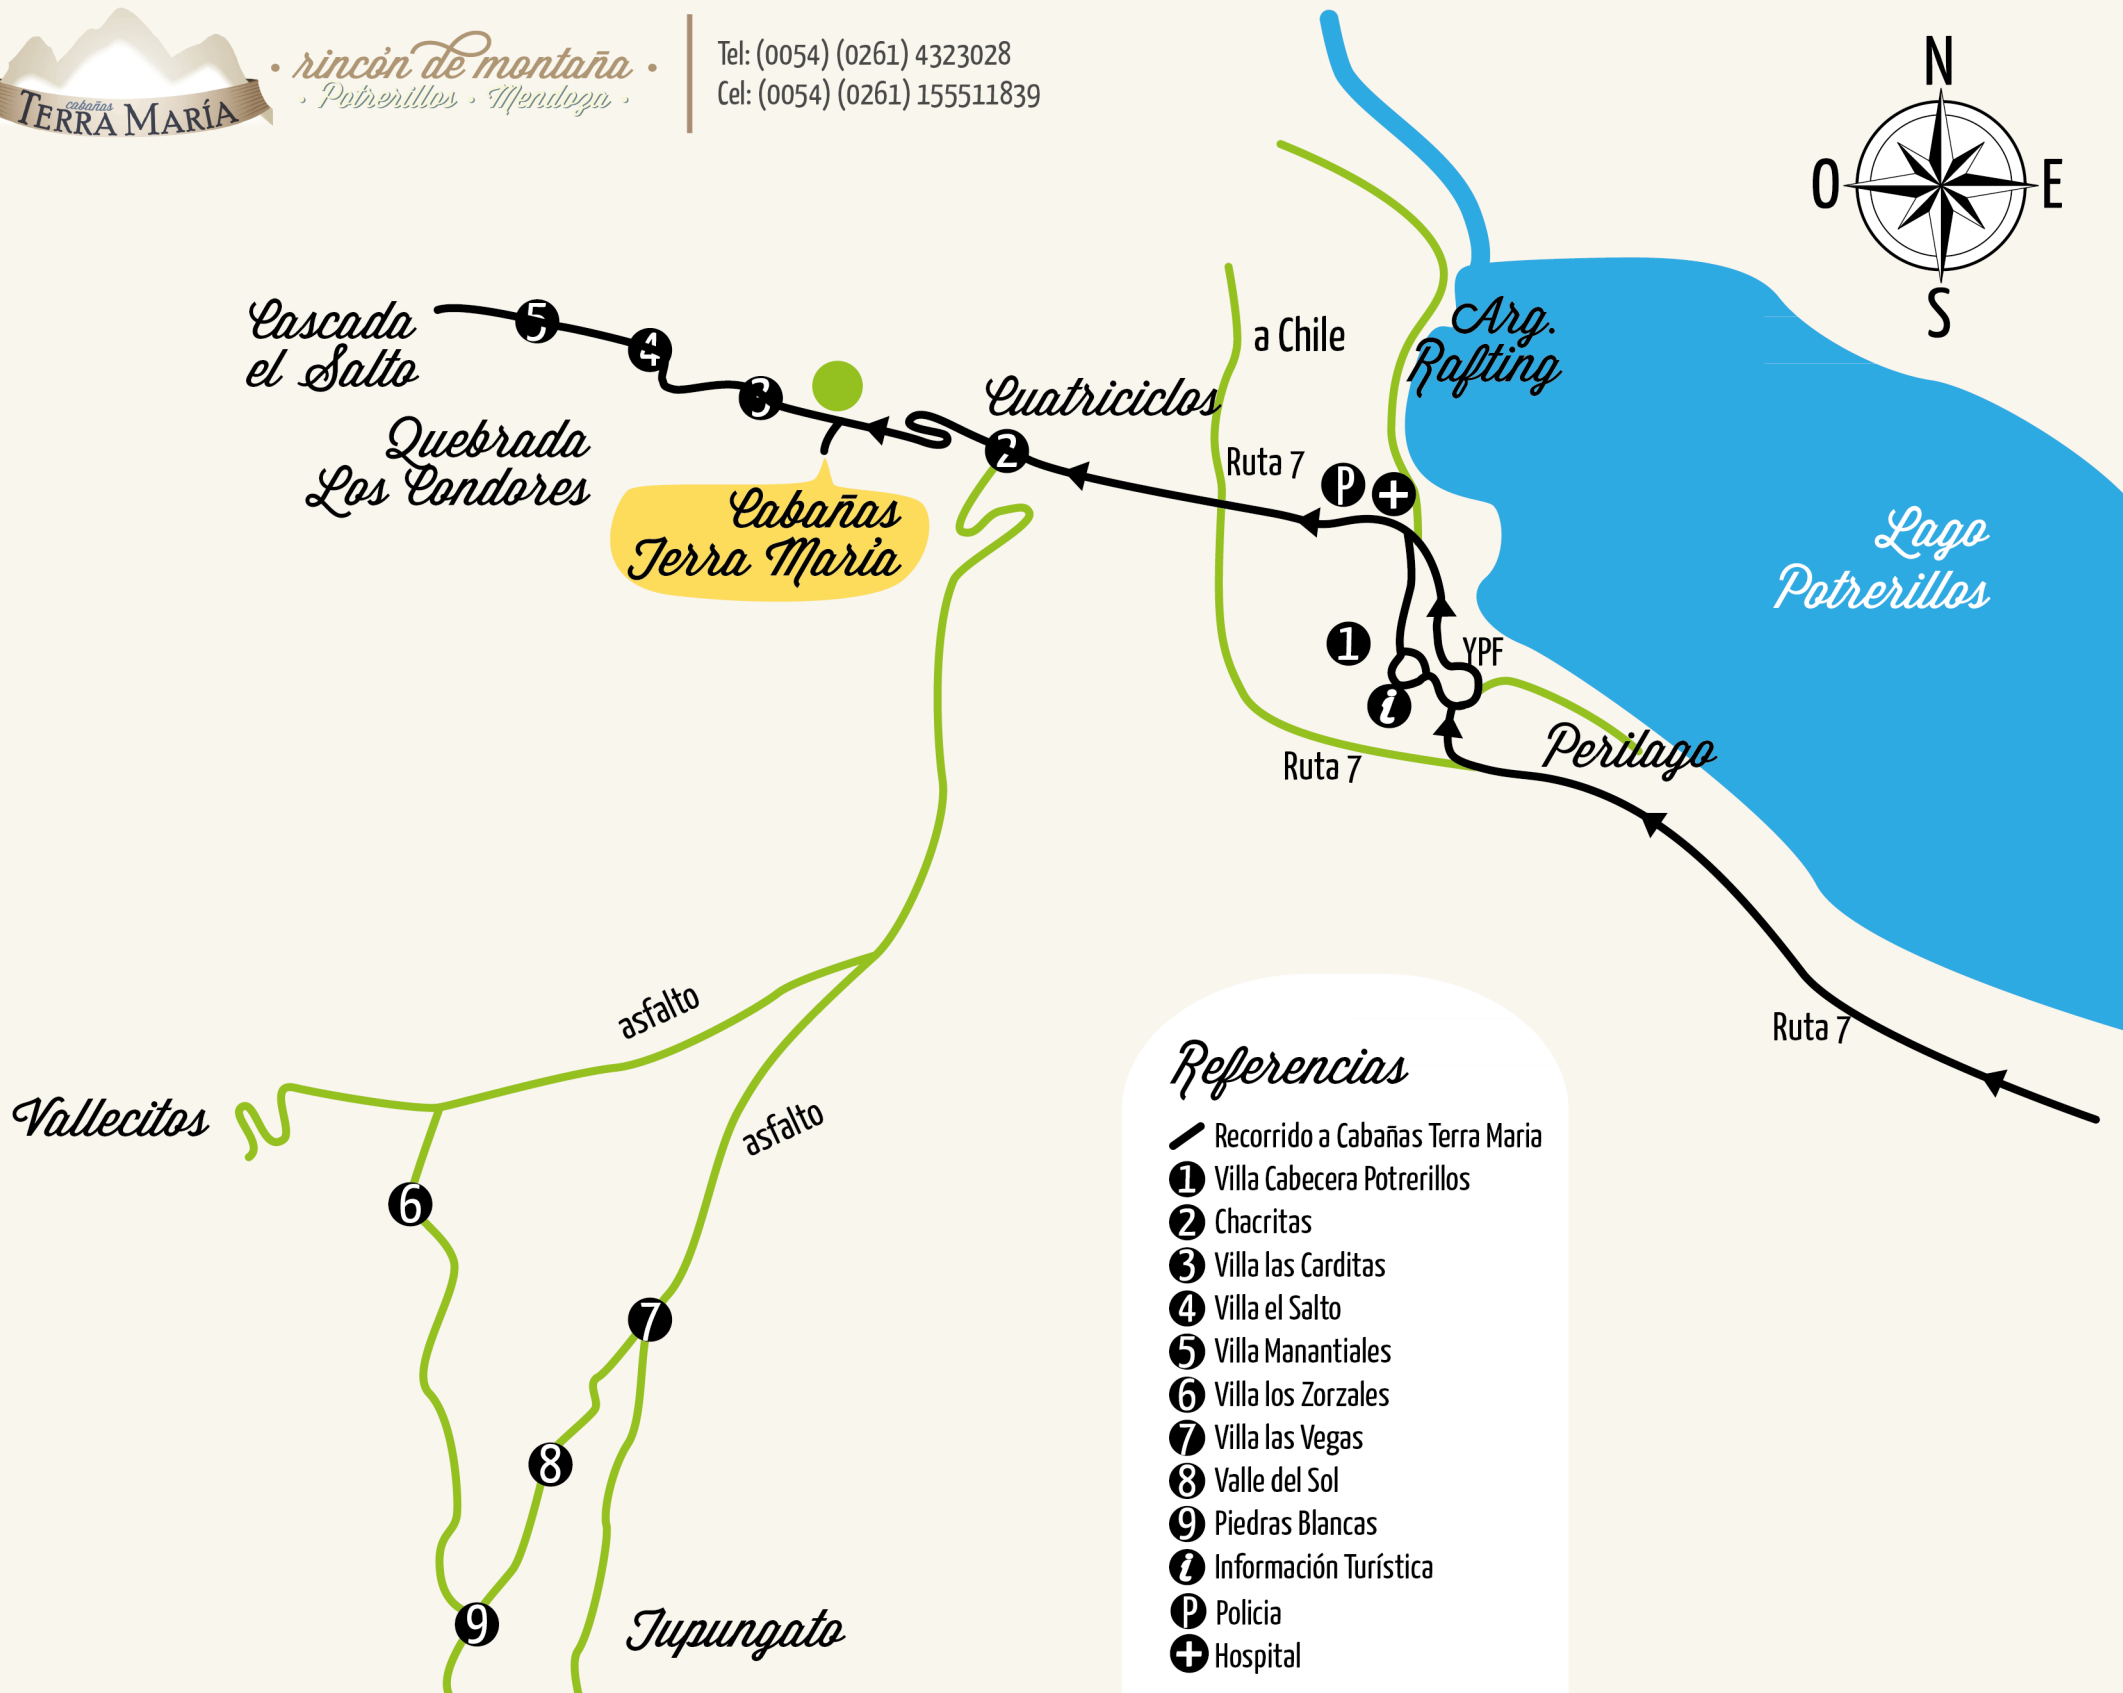 cabañas
TERRA MARÍA
• rincón de montaña •
• Potrerillos • Mendoza •
Tel: (0054) (0261) 4323028
Cel: (0054) (0261) 155511839
N
O
E
S
Cascada
el Salto
5
4
3
Quebrada
Los Condores
Cabañas
Terra María
Cuatriciclos
2
a Chile
Ruta 7
P
+
Arg.
Rafting
Lago
Potrerillos
1
i
YPF
Perilago
Ruta 7
Ruta 7
asfalto
asfalto
Vallecitos
6
7
8
9
Tupungato
Referencias
Recorrido a Cabañas Terra Maria
1 Villa Cabecera Potrerillos
2 Chacritas
3 Villa las Carditas
4 Villa el Salto
5 Villa Manantiales
6 Villa los Zorzales
7 Villa las Vegas
8 Valle del Sol
9 Piedras Blancas
i Información Turística
P Policia
+ Hospital